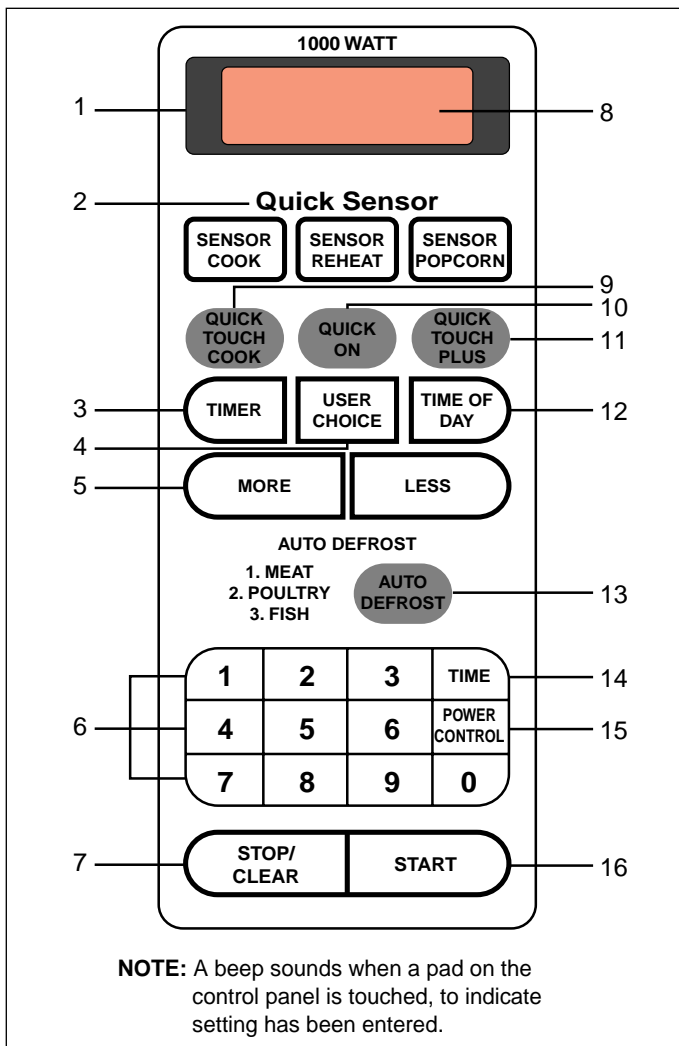 1000 WATT
1
8
2
Quick Sensor
SENSOR
COOK
SENSOR
REHEAT
SENSOR
POPCORN
9
10
11
QUICK
TOUCH
COOK
QUICK
ON
QUICK
TOUCH
PLUS
3
TIMER
USER
CHOICE
TIME OF
DAY
12
4
5
MORE
LESS
AUTO DEFROST
1. MEAT
2. POULTRY
3. FISH
AUTO
DEFROST
13
1 2 3 TIME
14
6
4 5 6 POWER
CONTROL
15
7 8 9 0
7
STOP/
CLEAR
START
16
NOTE: A beep sounds when a pad on the
control panel is touched, to indicate
setting has been entered.